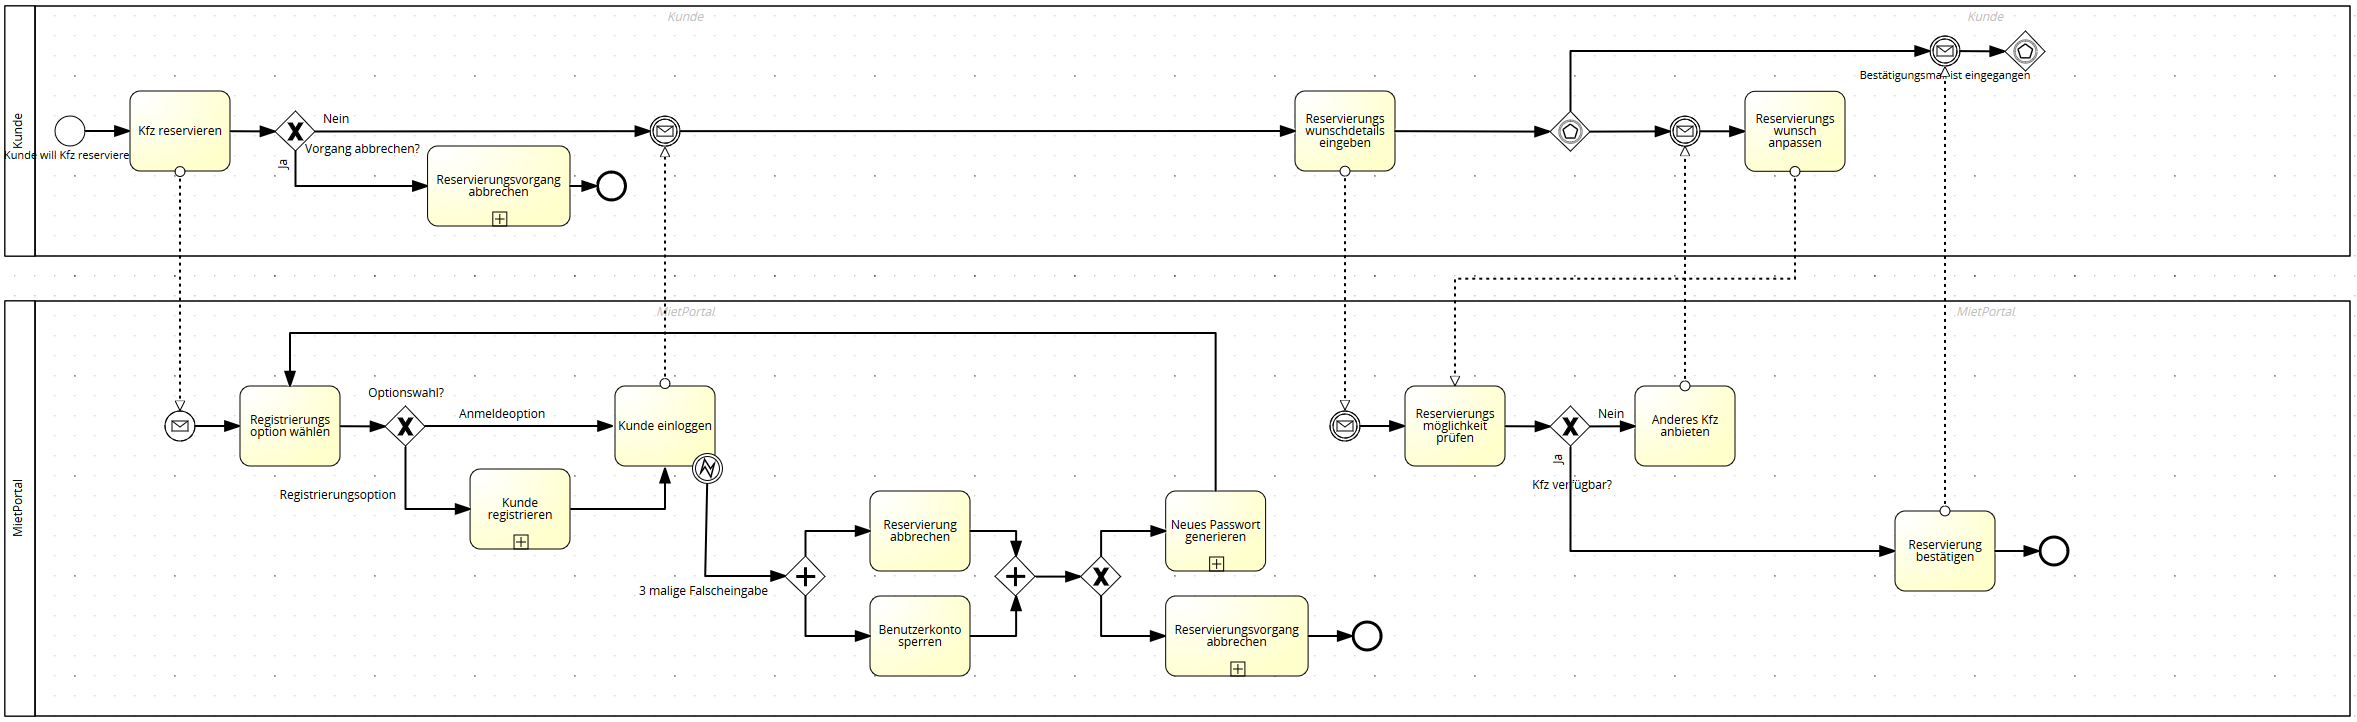 Kunde
Kunde
Kunde
Kunde will Kfz reserviere
Kfz reservieren
Nein
Vorgang abbrechen?
Ja
Reservierungsvorgang
abbrechen
Reservierungs
wunschdetails
eingeben
Reservierungs
wunsch
anpassen
ist eingegangen
MietPortal
MietPortal
MietPortal
Registrierungs
option wählen
Optionswahl?
Anmeldeoption
Registrierungsoption
Kunde
registrieren
Kunde einloggen
3 malige Falscheingabe
Reservierung
abbrechen
Benutzerkonto
sperren
Neues Passwort
generieren
Reservierungsvorgang
abbrechen
Reservierungs
möglichkeit
prüfen
Nein
Ja
Kfz verfügbar?
Anderes Kfz
anbieten
Reservierung
bestätigen